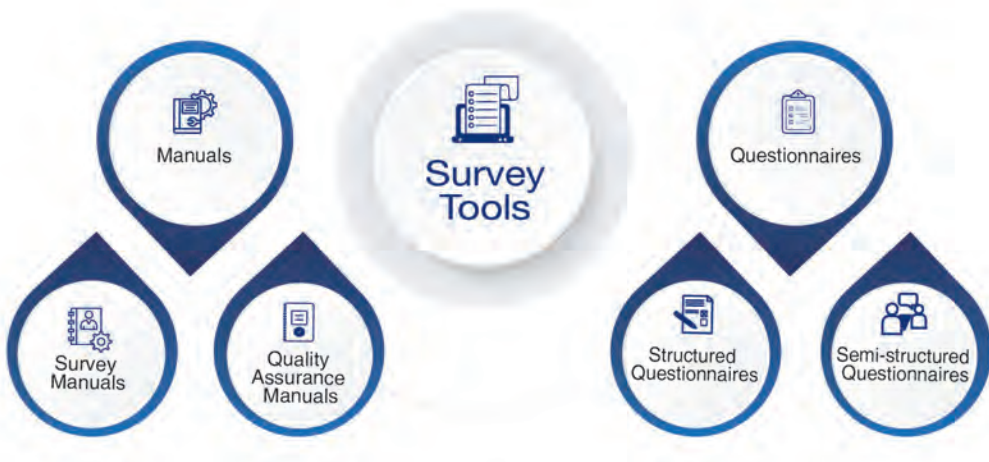 Manuals
Survey
Tools
Questionnaires
Survey
Manuals
Quality
Assurance
Manuals
Structured
Questionnaires
Semi-structured
Questionnaires